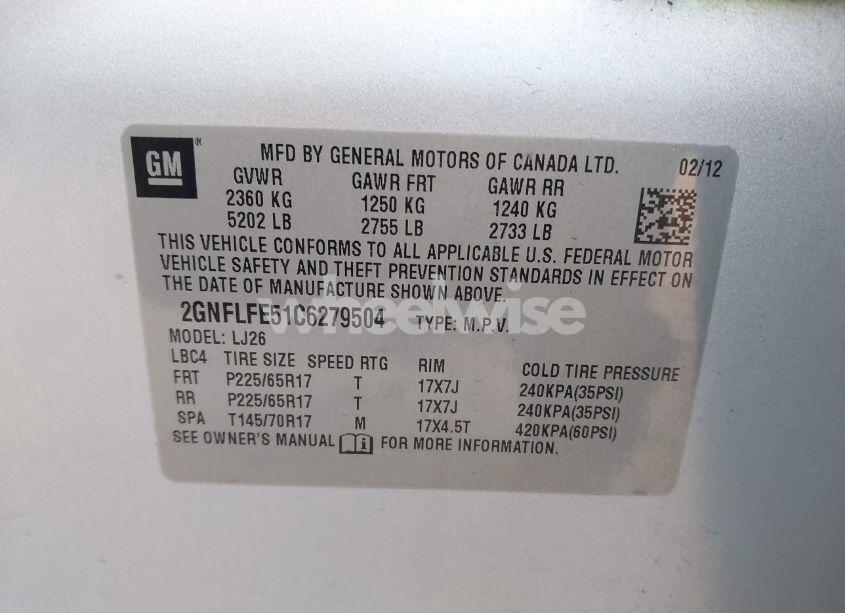 GM ® MFD BY GENERAL MOTORS OF CANADA LTD. 02/12
GVWR GAWR FRT GAWR RR
2360 KG 1250 KG 1240 KG
5202 LB 2755 LB 2733 LB
THIS VEHICLE CONFORMS TO ALL APPLICABLE U.S. FEDERAL MOTOR
VEHICLE SAFETY AND THEFT PREVENTION STANDARDS IN EFFECT ON
THE DATE OF MANUFACTURE SHOWN ABOVE.
2GNFLFE51C6279504 TYPE: M.P.V.
wheelwise
MODEL: LJ26
LBC4 TIRE SIZE SPEED RTG RIM COLD TIRE PRESSURE
FRT P225/65R17 T 17X7J 240KPA(35PSI)
RR P225/65R17 T 17X7J 240KPA(35PSI)
SPA T145/70R17 M 17X4.5T 420KPA(60PSI)
SEE OWNER'S MANUAL i FOR MORE INFORMATION.